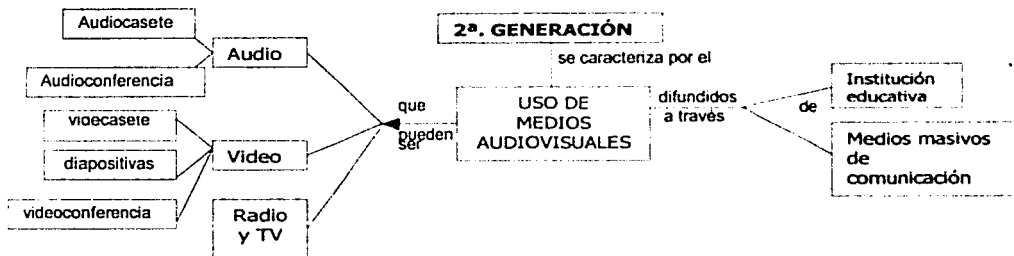 2ª. GENERACIÓN
se caracteriza por el
USO DE
MEDIOS
AUDIOVISUALES
que
pueden
ser
Audio
Audiocasete
Audioconferencia
Video
videcasete
diapositivas
videoconferencia
Radio
y TV
difundidos
a través
de
Institución
educativa
Medios masivos
de
comunicación